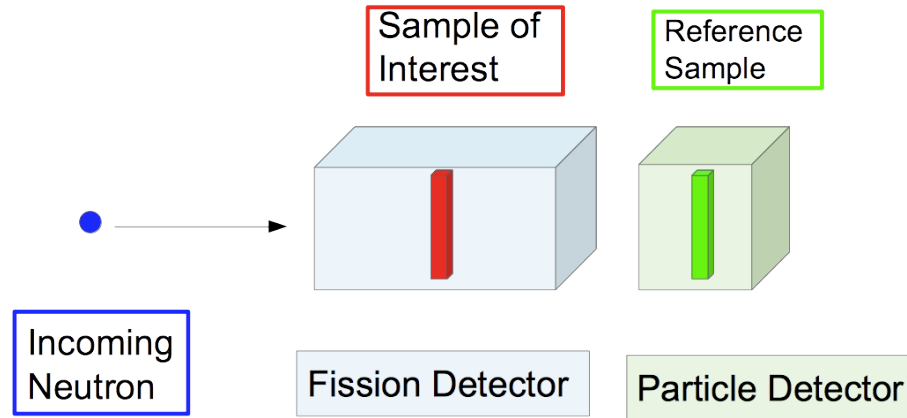 Sample of
Interest
Reference
Sample
Incoming
Neutron
Fission Detector
Particle Detector